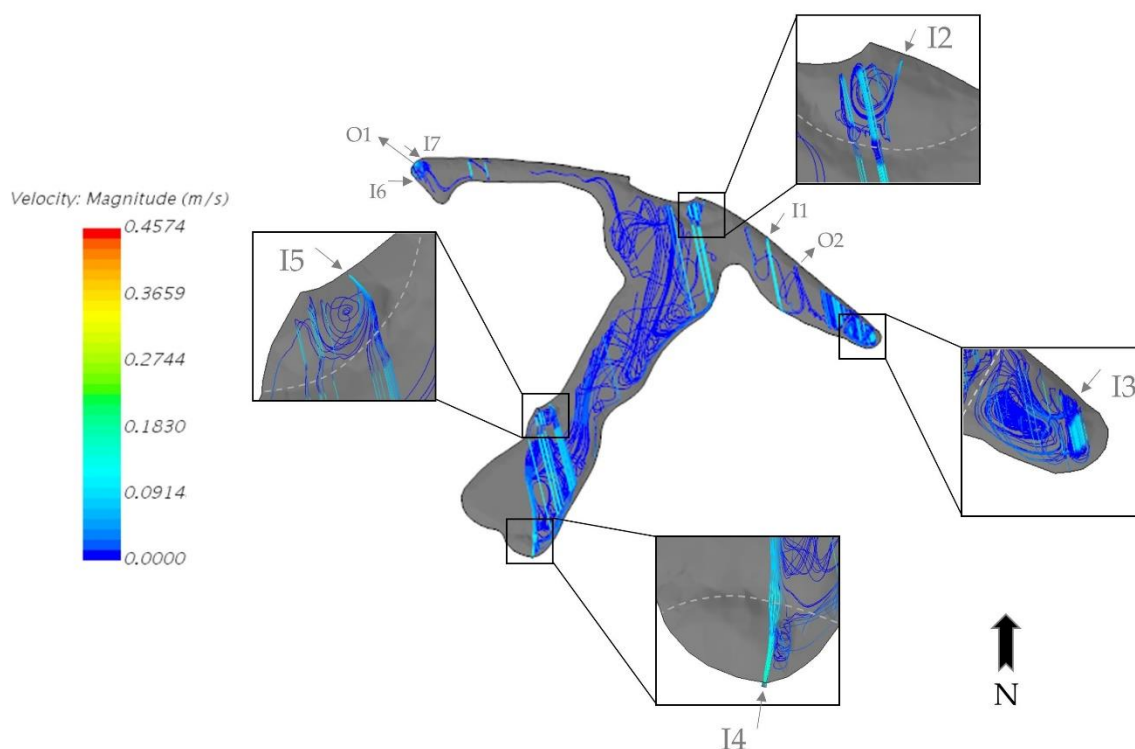 I2
O1
I7
I6
Velocity: Magnitude (m/s)
0.4574
0.3659
0.2744
0.1830
0.0914
0.0000
I1
O2
I5
I3
I4
N